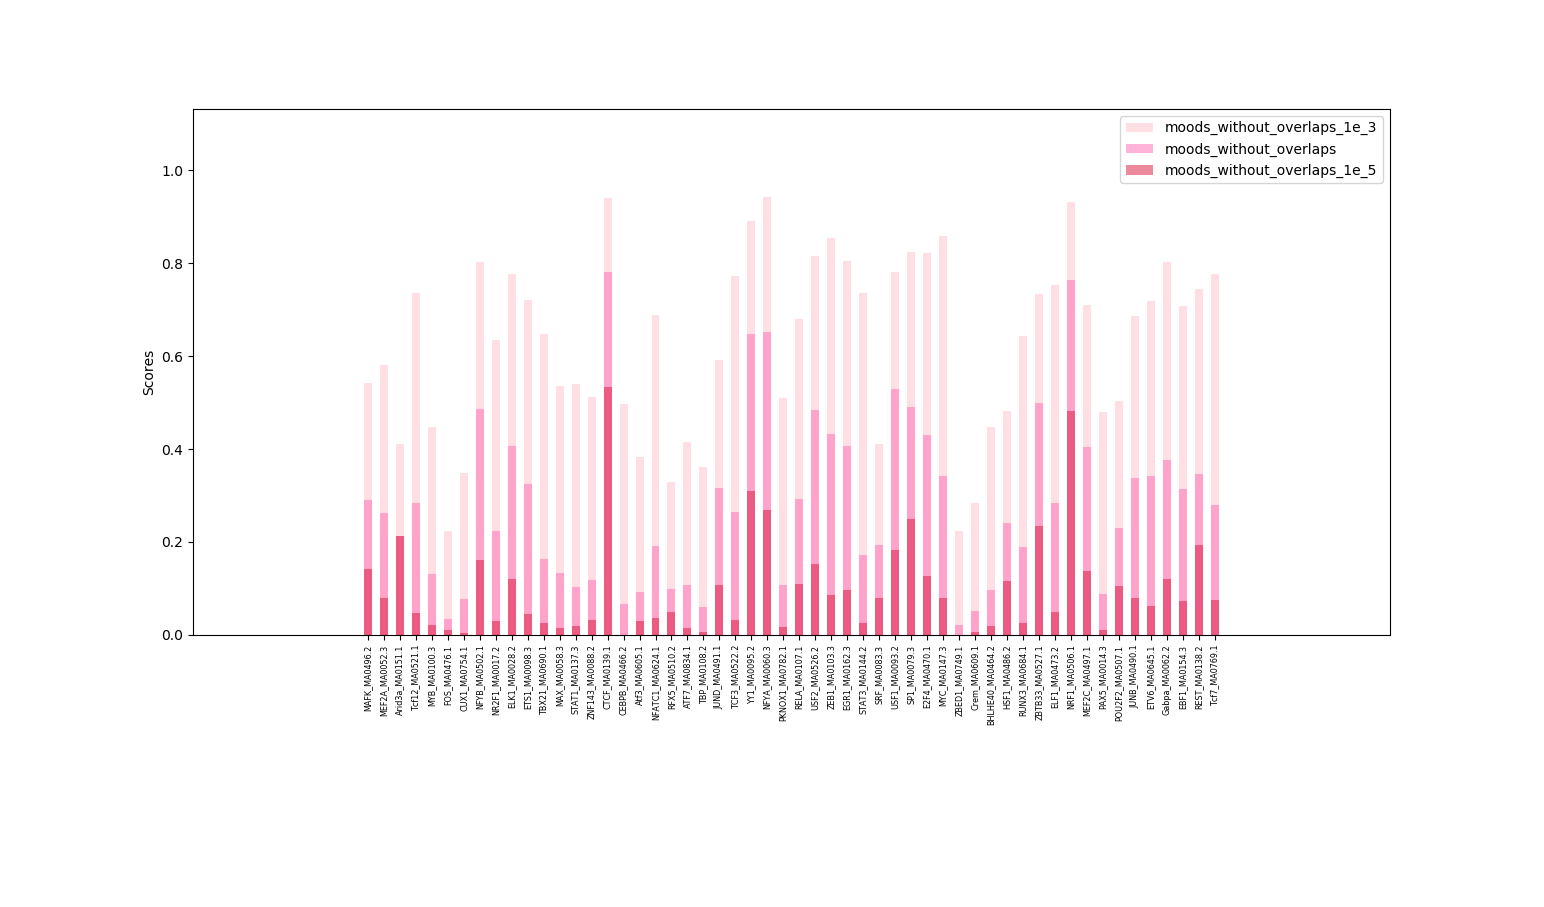 moods_without_overlaps_1e_3
moods_without_overlaps
moods_without_overlaps_1e_5
Scores
1.0
0.8
0.6
0.4
0.2
0.0
MAFK_MA0496.2
MEF2A_MA0052.3
Arid3a_MA0151.1
Tcf12_MA0521.1
MYB_MA0100.3
FOS_MA0476.1
CUX1_MA0754.1
NFYB_MA0502.1
NR2F1_MA0017.2
ELK1_MA0028.2
ETS1_MA0098.3
TBX21_MA0690.1
MAX_MA0058.3
STAT1_MA0137.3
ZNF143_MA0088.2
CTCF_MA0139.1
CEBPB_MA0466.2
Atf3_MA0605.1
NFATC1_MA0624.1
RFX5_MA0510.2
ATF7_MA0834.1
TBP_MA0108.2
JUND_MA0491.1
TCF3_MA0522.2
YY1_MA0095.2
NFYA_MA0060.3
PKNOX1_MA0782.1
RELA_MA0107.1
USF2_MA0526.2
ZEB1_MA0103.3
EGR1_MA0162.3
STAT3_MA0144.2
SRF_MA0083.3
USF1_MA0093.2
SP1_MA0079.3
E2F4_MA0470.1
MYC_MA0147.3
ZBED1_MA0749.1
Crem_MA0609.1
BHLHE40_MA0464.2
HSF1_MA0486.2
RUNX3_MA0684.1
ZBTB33_MA0527.1
ELF1_MA0473.2
NRF1_MA0506.1
MEF2C_MA0497.1
PAX5_MA0014.3
POU2F2_MA0507.1
JUNB_MA0490.1
ETV6_MA0645.1
Gabpa_MA0062.2
EBF1_MA0154.3
REST_MA0138.2
Tcf7_MA0769.1